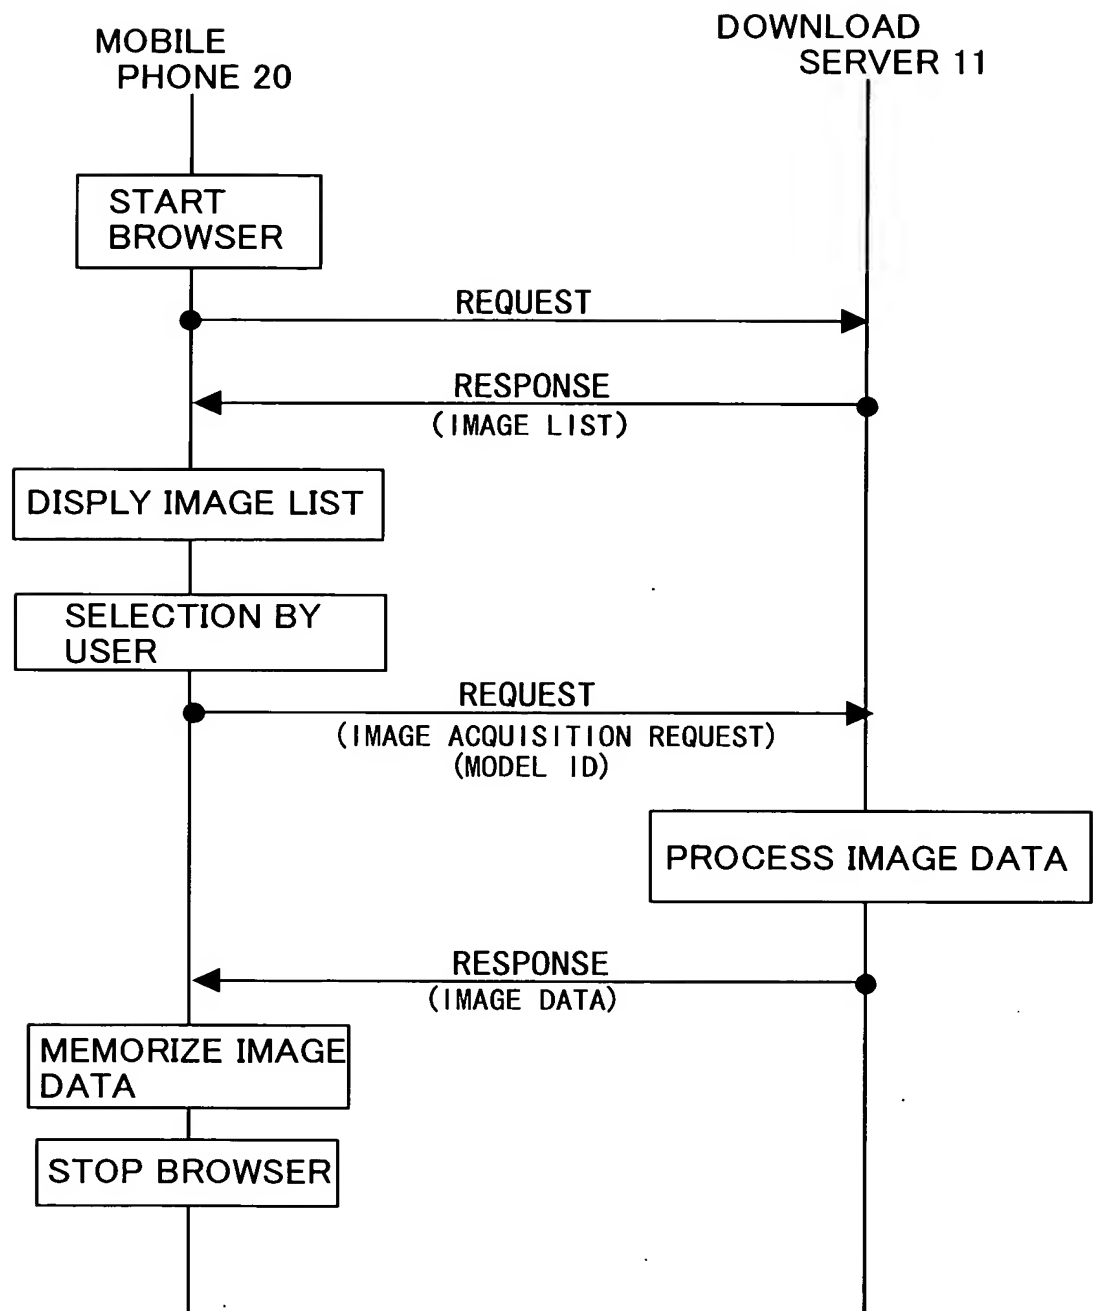 MOBILE
PHONE 20
DOWNLOAD
SERVER 11
START
BROWSER
REQUEST
RESPONSE
(IMAGE LIST)
DISPLY IMAGE LIST
SELECTION BY
USER
REQUEST
(IMAGE ACQUISITION REQUEST)
(MODEL ID)
PROCESS IMAGE DATA
RESPONSE
(IMAGE DATA)
MEMORIZE IMAGE
DATA
STOP BROWSER